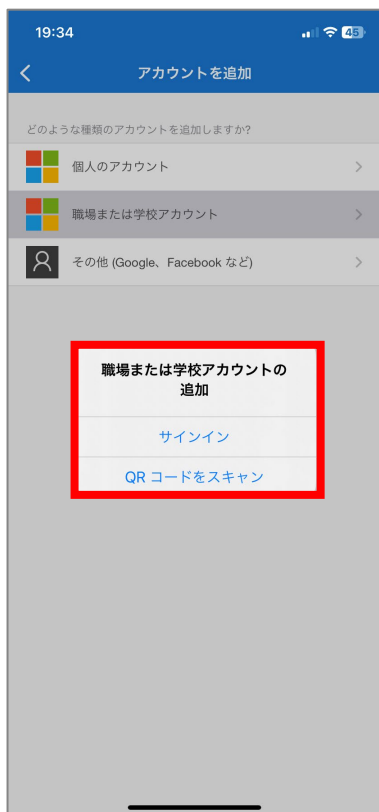 19:34
45
アカウントを追加
どのような種類のアカウントを追加しますか?
個人のアカウント
職場または学校アカウント
その他 (Google、Facebook など)
職場または学校アカウントの
追加
サインイン
QR コードをスキャン